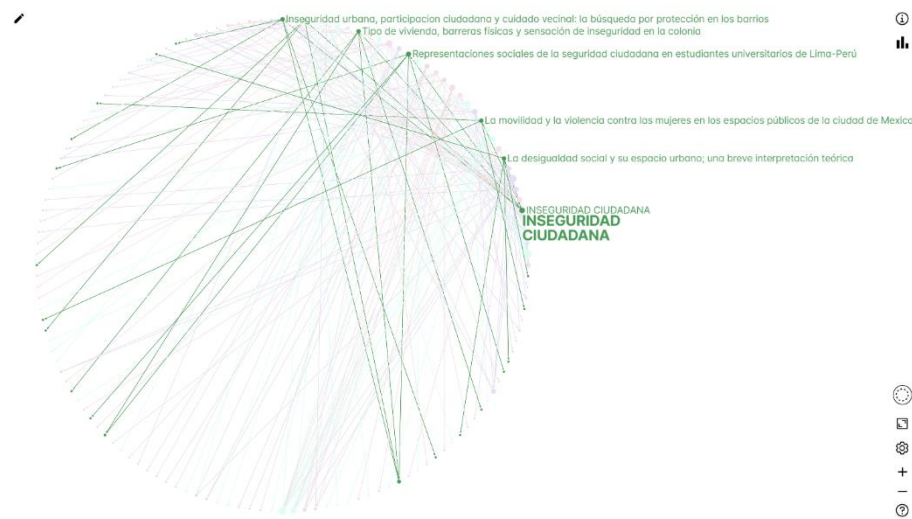 Inseguridad urbana, participacion ciudadana y cuidado vecinal: la búsqueda por protección en los barrios
Tipo de vivienda, barreras físicas y sensación de inseguridad en la colonia
Representaciones sociales de la seguridad ciudadana en estudiantes universitarios de Lima-Perú
La movilidad y la violencia contra las mujeres en los espacios públicos de la ciudad de Mexico
La desigualdad social y su espacio urbano; una breve interpretación teórica
INSEGURIDAD CIUDADANA
INSEGURIDAD
CIUDADANA